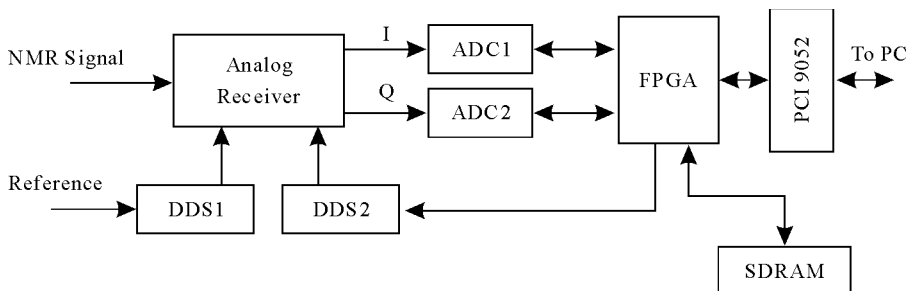 NMR Signal
Analog
Receiver
I
Q
ADC1
ADC2
FPGA
PCI 9052
To PC
Reference
DDS1
DDS2
SDRAM